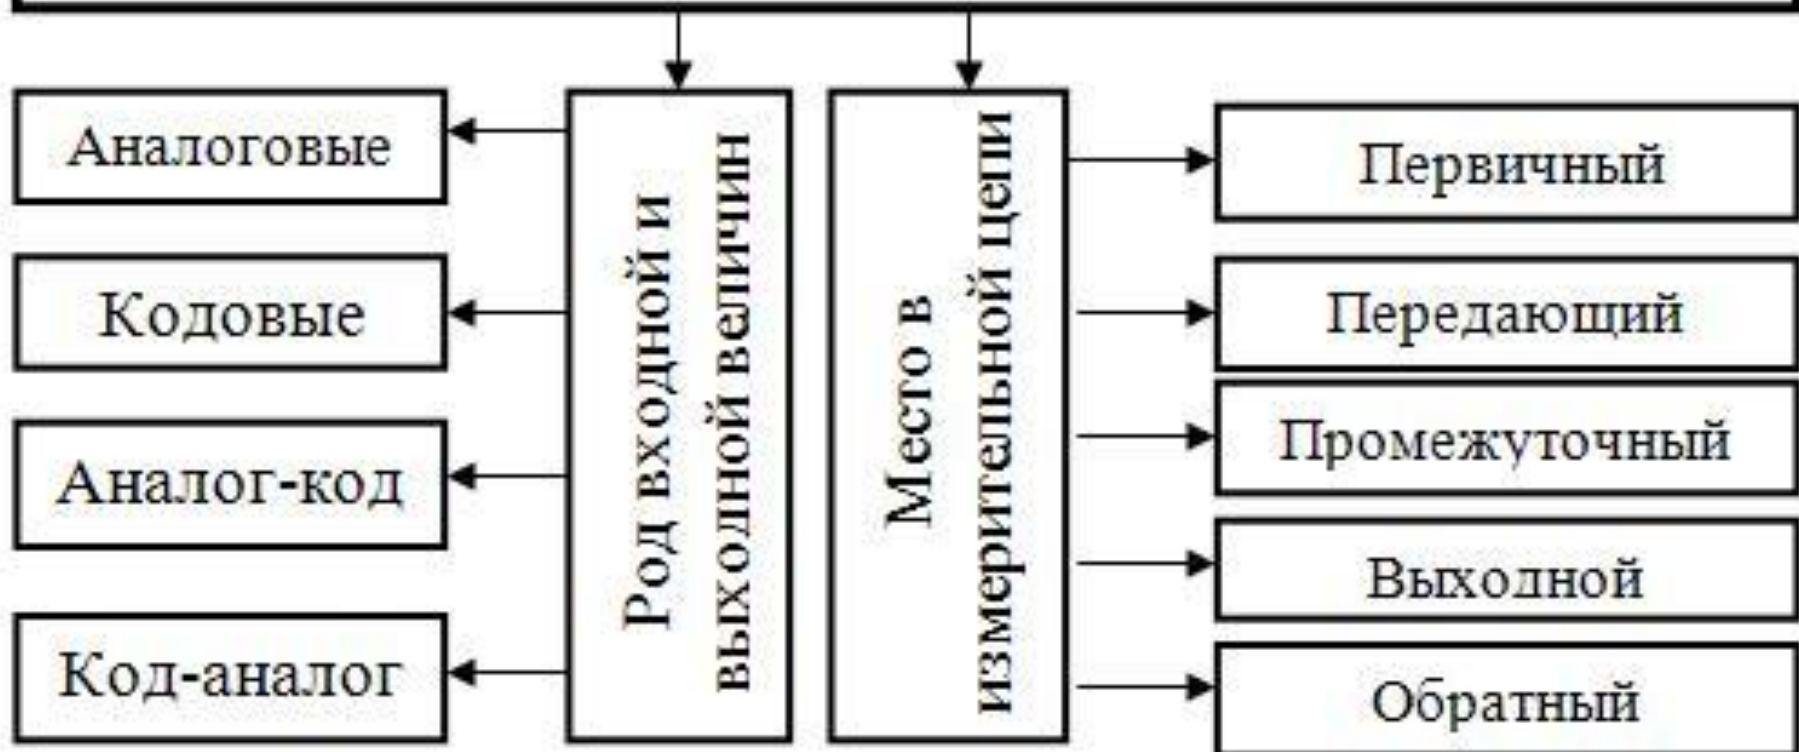 Аналоговые
Кодовые
Аналог-код
Код-аналог
Род входной и
выходной величин
Место в
измерительной цепи
Первичный
Передающий
Промежуточный
Выходной
Обратный